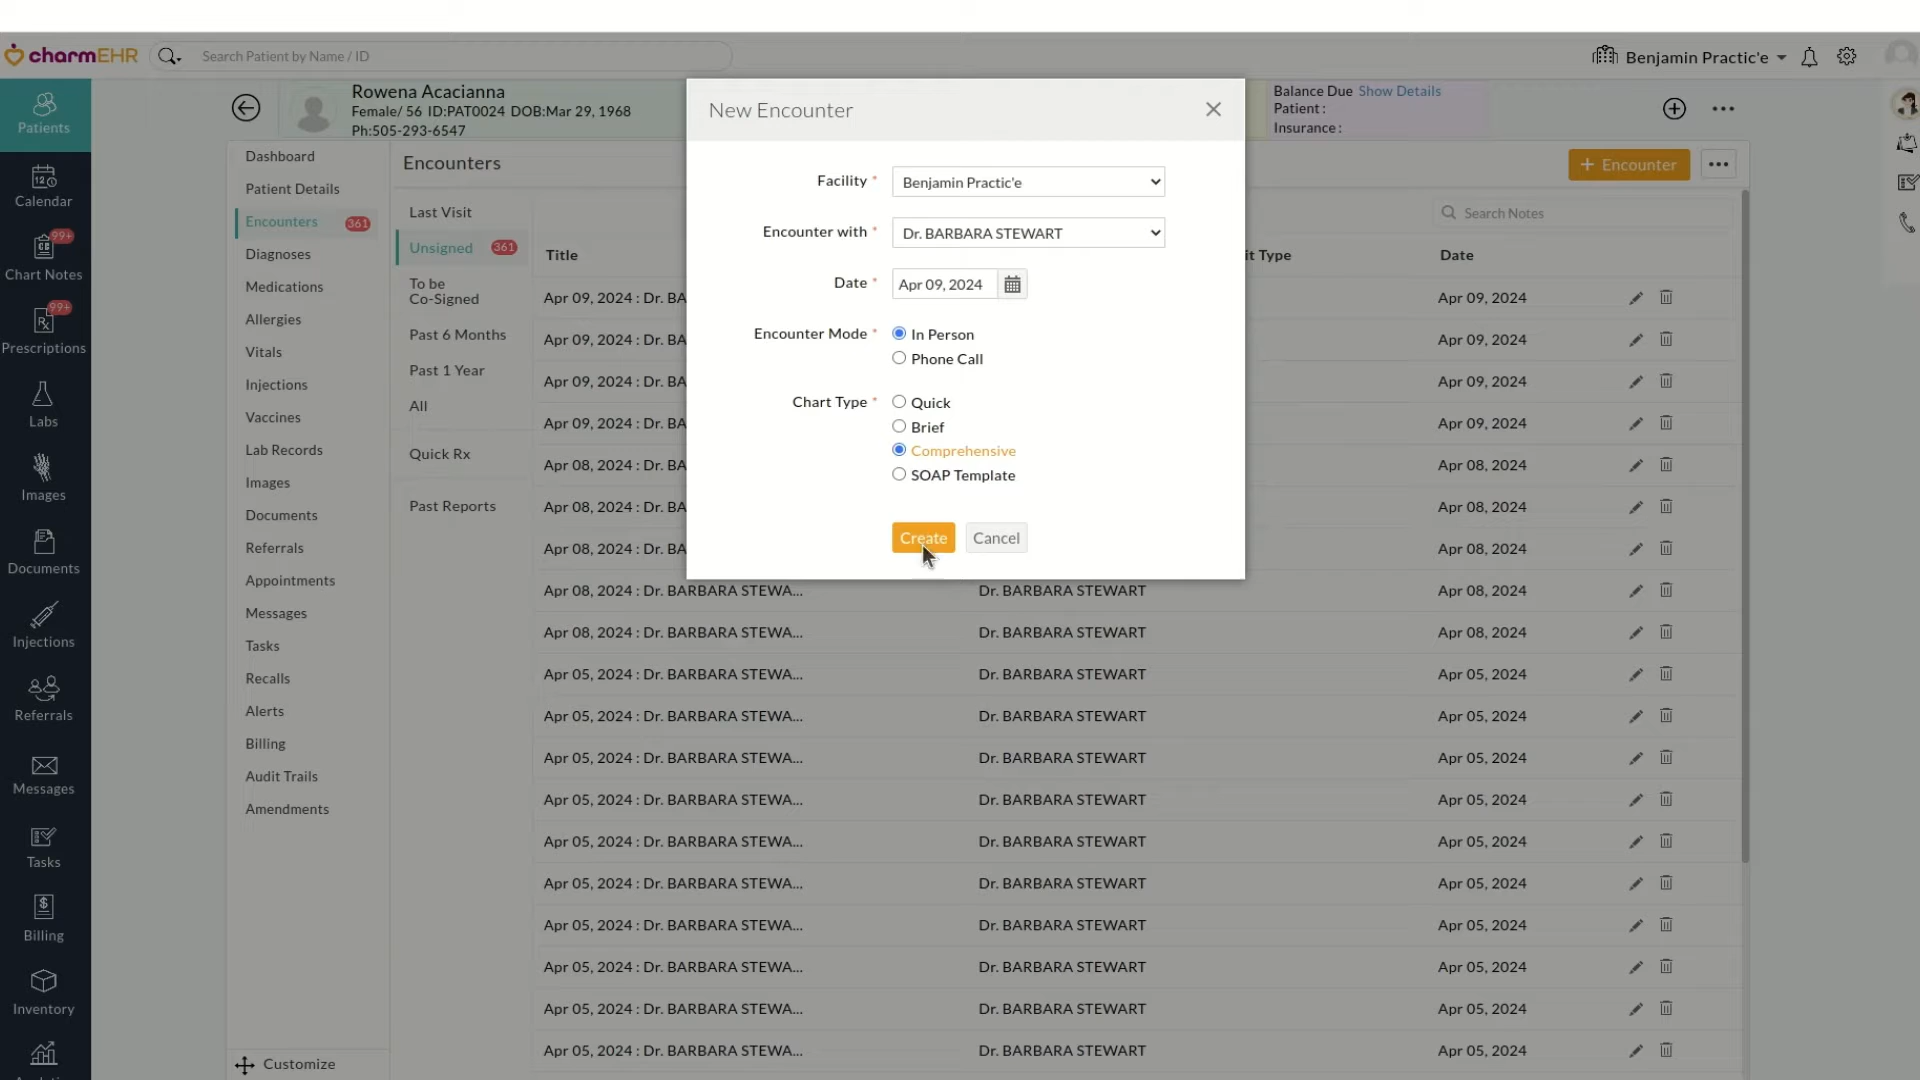 charmEHR
Search Patient by Name / ID
Benjamin Practic'e
Patients
Calendar
99+
Chart Notes
99+
Prescriptions
Labs
Images
Documents
Injections
Referrals
Messages
Tasks
Billing
Inventory
Rowena Acacianna
Female/ 56 ID:PAT0024 DOB:Mar 29, 1968
Ph:505-293-6547
Balance Due Show Details
Patient :
Insurance :
Dashboard
Patient Details
Encounters 361
Diagnoses
Medications
Allergies
Vitals
Injections
Vaccines
Lab Records
Images
Documents
Referrals
Appointments
Messages
Tasks
Recalls
Alerts
Billing
Audit Trails
Amendments
Customize
Encounters
+ Encounter
Last Visit
Unsigned 361
To be
Co-Signed
Past 6 Months
Past 1 Year
All
Quick Rx
Past Reports
Search Notes
Title
it Type
Date
Apr 09, 2024 : Dr. BA
Apr 09, 2024
Apr 09, 2024 : Dr. BA
Apr 09, 2024
Apr 09, 2024 : Dr. BA
Apr 09, 2024
Apr 09, 2024 : Dr. BA
Apr 09, 2024
Apr 08, 2024 : Dr. BA
Apr 08, 2024
Apr 08, 2024 : Dr. BA
Apr 08, 2024
Apr 08, 2024 : Dr. BA
Apr 08, 2024
Apr 08, 2024 : Dr. BARBARA STEWA... Dr. BARBARA STEWART Apr 08, 2024
Apr 08, 2024 : Dr. BARBARA STEWA... Dr. BARBARA STEWART Apr 08, 2024
Apr 05, 2024 : Dr. BARBARA STEWA... Dr. BARBARA STEWART Apr 05, 2024
Apr 05, 2024 : Dr. BARBARA STEWA... Dr. BARBARA STEWART Apr 05, 2024
Apr 05, 2024 : Dr. BARBARA STEWA... Dr. BARBARA STEWART Apr 05, 2024
Apr 05, 2024 : Dr. BARBARA STEWA... Dr. BARBARA STEWART Apr 05, 2024
Apr 05, 2024 : Dr. BARBARA STEWA... Dr. BARBARA STEWART Apr 05, 2024
Apr 05, 2024 : Dr. BARBARA STEWA... Dr. BARBARA STEWART Apr 05, 2024
Apr 05, 2024 : Dr. BARBARA STEWA... Dr. BARBARA STEWART Apr 05, 2024
Apr 05, 2024 : Dr. BARBARA STEWA... Dr. BARBARA STEWART Apr 05, 2024
Apr 05, 2024 : Dr. BARBARA STEWA... Dr. BARBARA STEWART Apr 05, 2024
Apr 05, 2024 : Dr. BARBARA STEWA... Dr. BARBARA STEWART Apr 05, 2024
New Encounter
Facility * Benjamin Practic'e
Encounter with * Dr. BARBARA STEWART
Date * Apr 09, 2024
Encounter Mode * In Person
Phone Call
Chart Type * Quick
Brief
Comprehensive
SOAP Template
Create Cancel